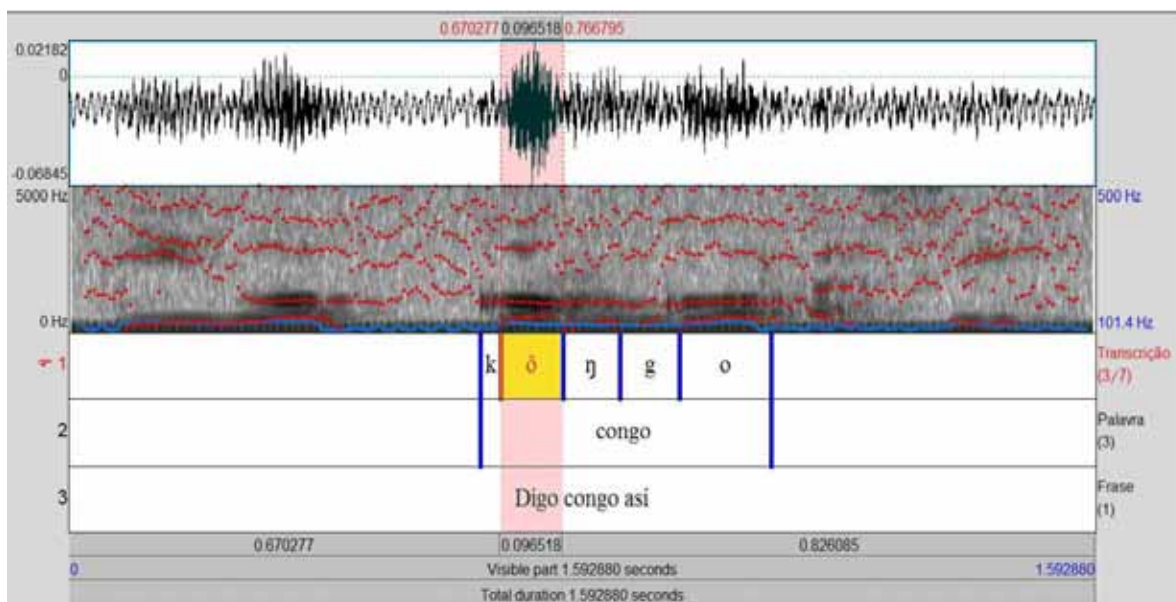 0.670277 0.096518 0.766795
0.02182
0
-0.06845
5000 Hz 500 Hz
0 Hz 101.4 Hz
1 k õ ŋ g o Transcrição
(3/7)
2 congo Palavra
(3)
3 Digo congo así Frase
(1)
0.670277 0.096518 0.826085
0 Visible part 1.592880 seconds 1.592880
Total duration 1.592880 seconds